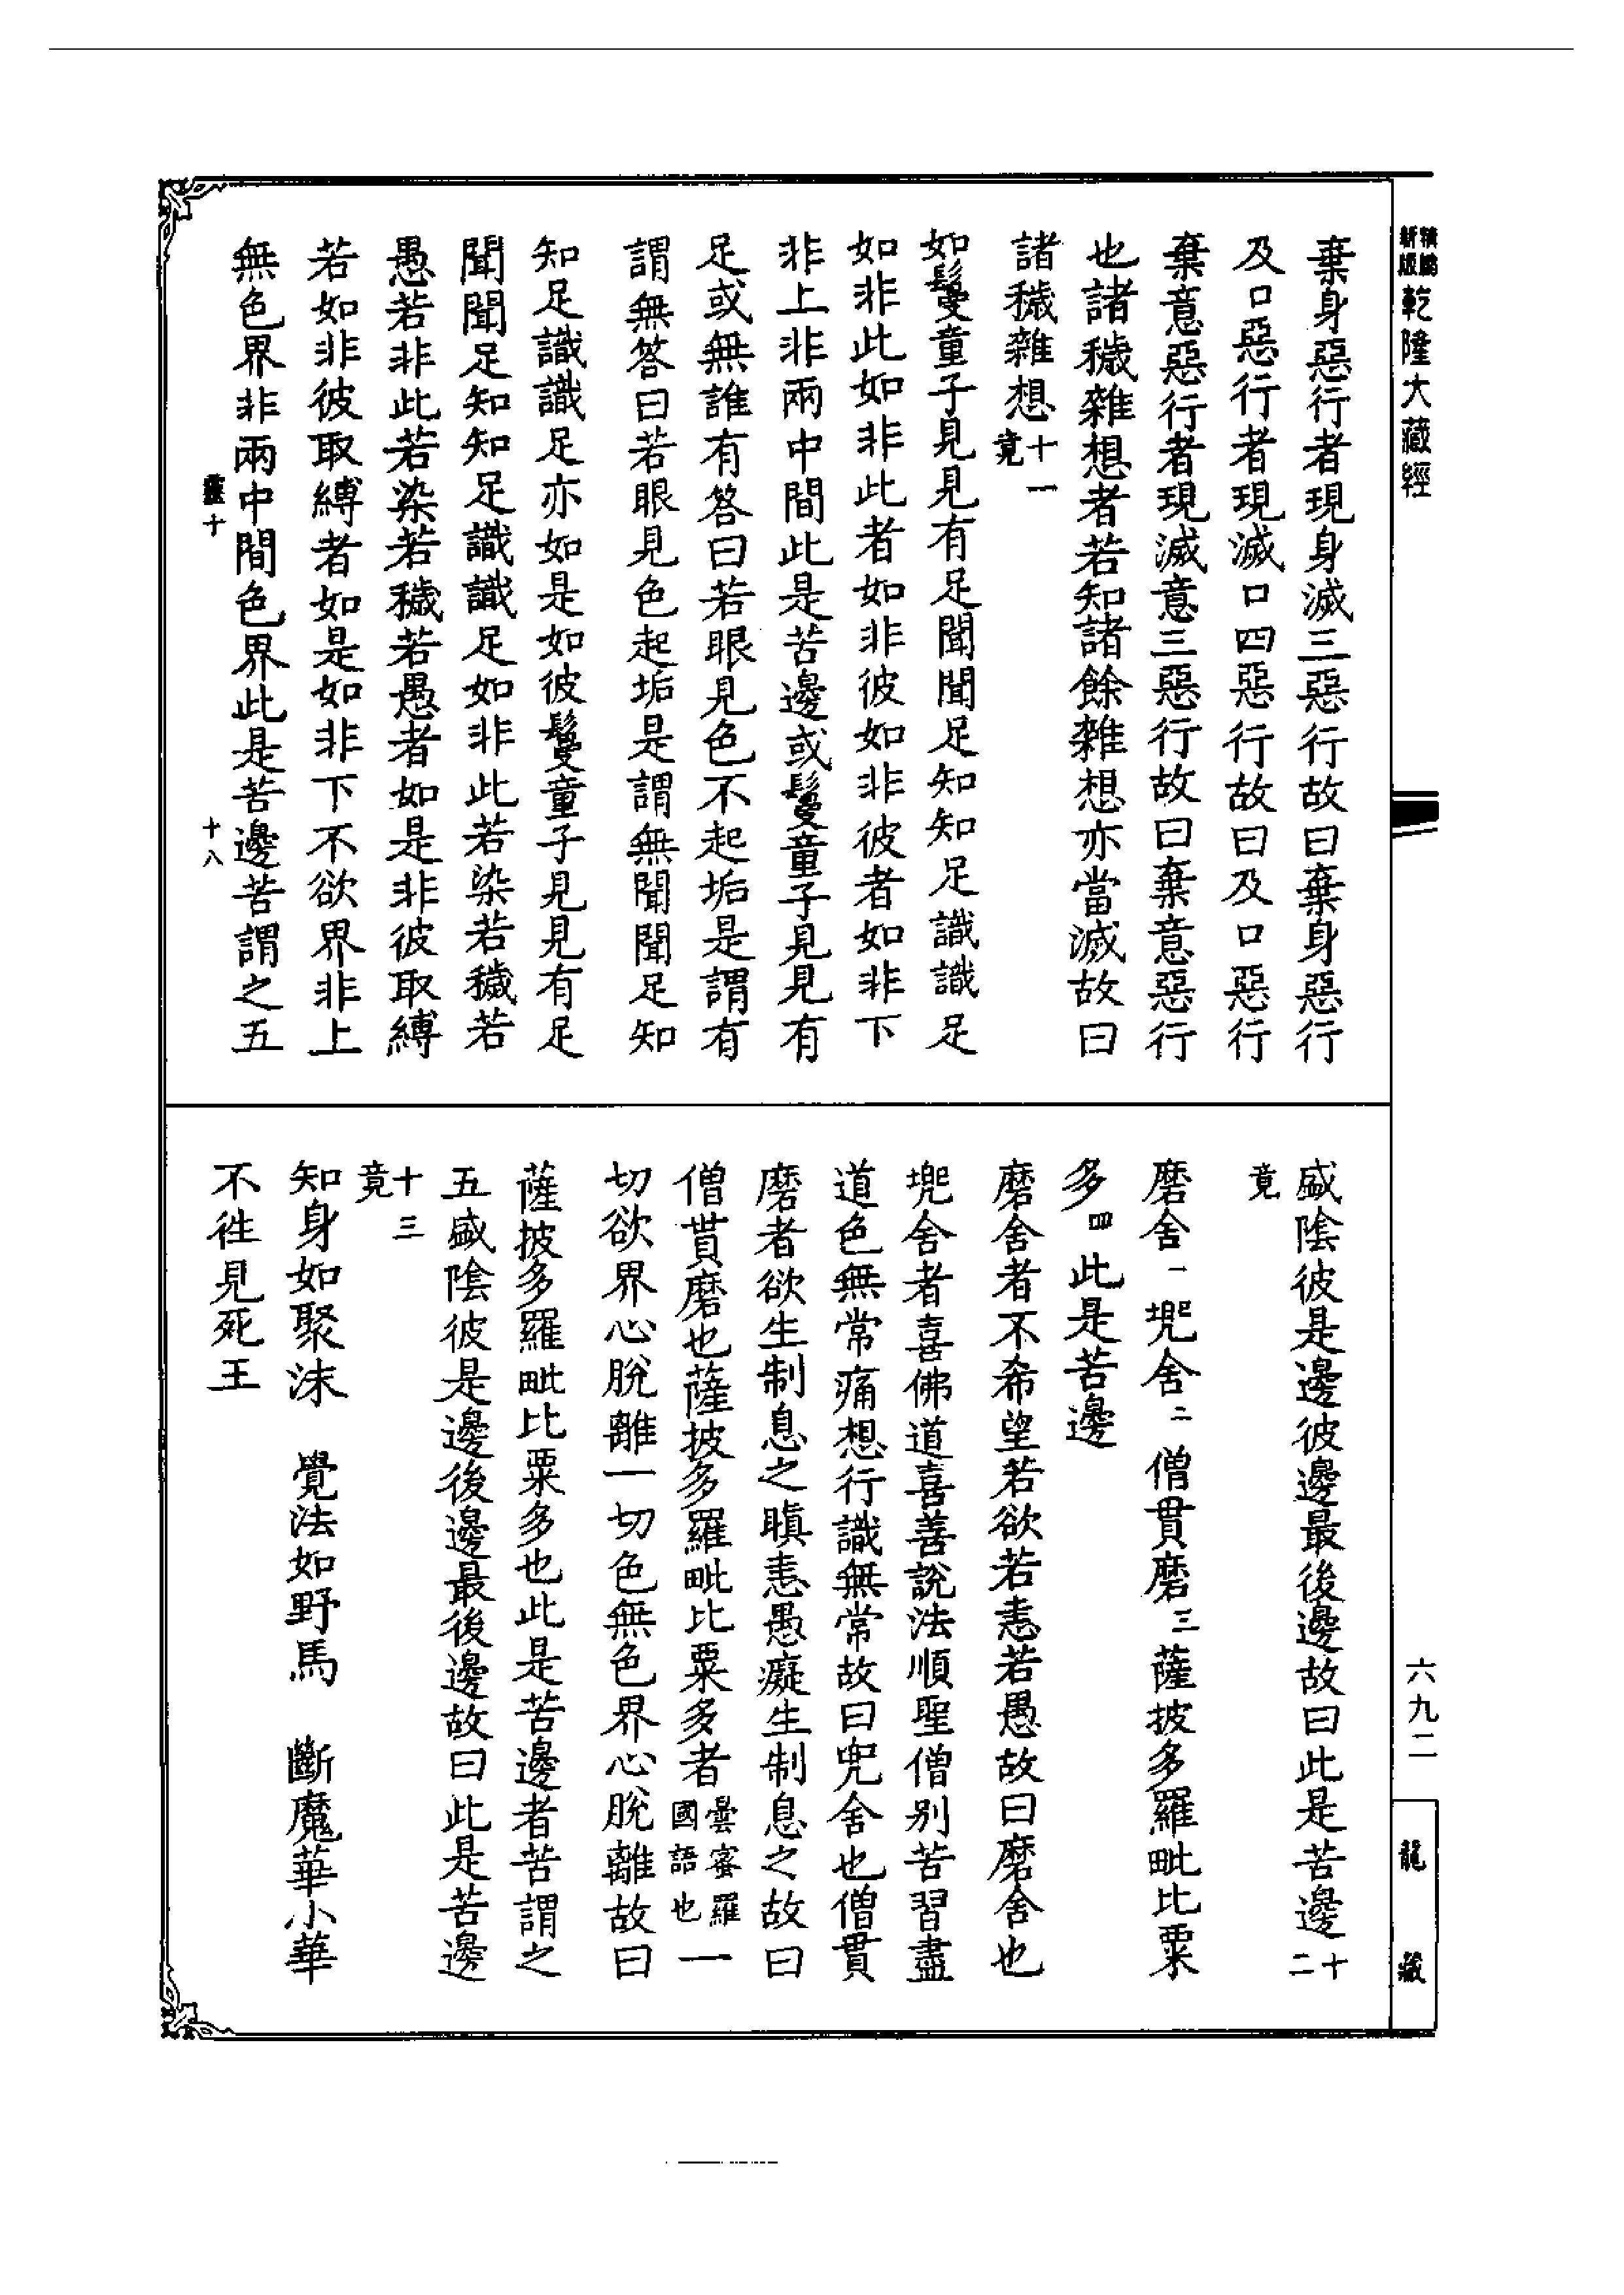 乾隆大藏經
棄身惡行者現身滅三惡行故曰棄身惡行
及口惡行者現滅口四惡行故曰及口惡行
棄意惡行者現滅意三惡行故曰棄意惡行
也諸穢雜想者若知諸餘雜想亦當滅故曰
諸穢雜想十一竟
如鬘童子見見有足聞聞足知知足識識足
如非此如非此者如非彼如非彼者如非下
非上非兩中間此是苦邊或鬘童子見見有
足或無誰有答曰若眼見色不起垢是謂有
謂無答曰若眼見色起垢是謂無聞聞足知
知足識識足亦如是如彼鬘童子見見有足
聞聞足知知足識識足如非此若染若穢若
愚若非此若染若穢若愚者如是非彼取縛
若如非彼取縛者如是如非下不欲界非上
無色界非兩中間色界此是苦邊苦謂之五
十
十八
盛陰彼是邊彼邊最後邊故曰此是苦邊十二
竟
磨舍一兠舍二僧貫磨三薩披多羅毗比粟
多四此是苦邊
磨舍者不希望若欲若恚若愚故曰磨舍也
兠舍者喜佛道喜善說法順聖僧別苦習盡
道色無常痛想行識無常故曰兠舍也僧貫
磨者欲生制息之瞋恚愚癡生制息之故曰
僧貫磨也薩披多羅毗比粟多者曇蜜羅國語也一
切欲界心脫離一切色無色界心脫離故曰
薩披多羅毗比粟多也此是苦邊者苦謂之
五盛陰彼是邊後邊最後邊故曰此是苦邊
十三竟
知身如聚沫　覺法如野馬　斷魔華小華
不徃見死王
六九二
龍藏